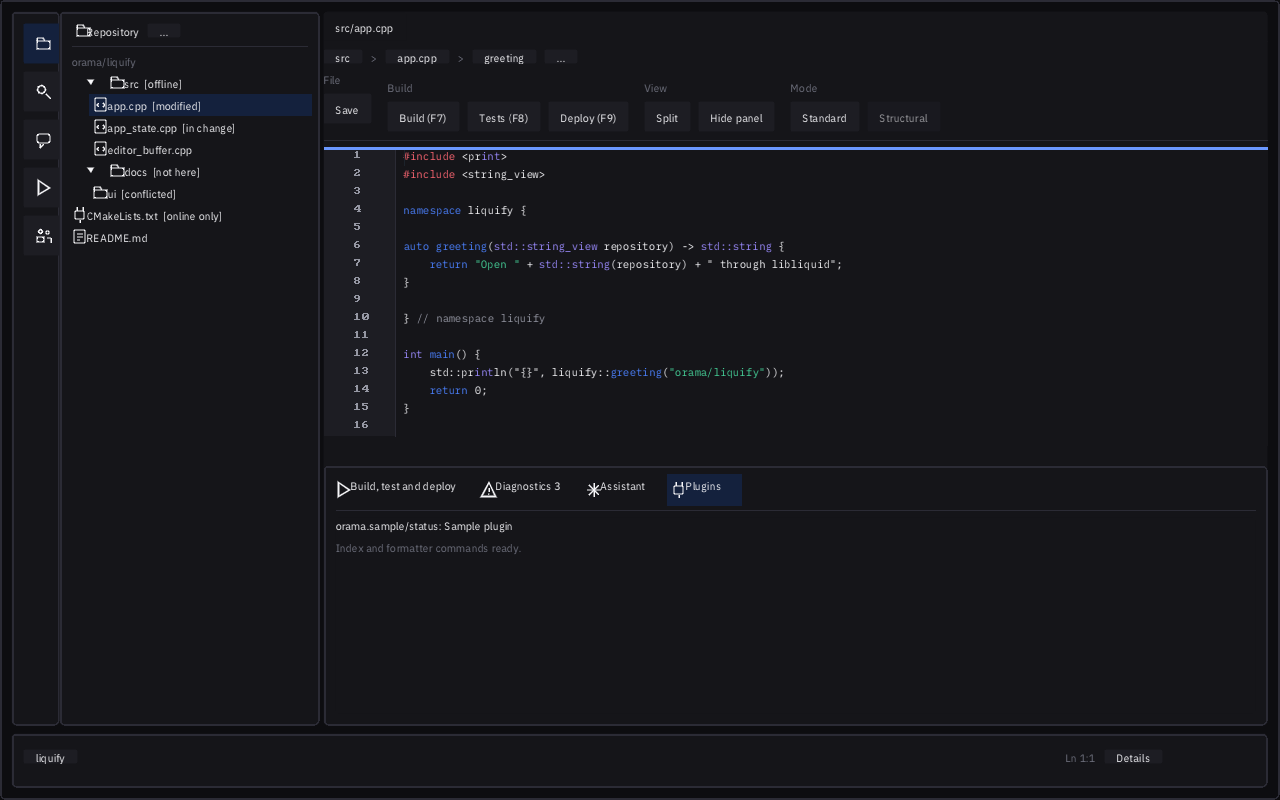 Repository ...
orama/liquify
src [offline]
app.cpp [modified]
app_state.cpp [in change]
editor_buffer.cpp
docs [not here]
ui [conflicted]
CMakeLists.txt [online only]
README.md
src/app.cpp
src > app.cpp > greeting ...
File Build View Mode
Save Build (F7) Tests (F8) Deploy (F9) Split Hide panel Standard Structural
1 #include <print>
2 #include <string_view>
3
4 namespace liquify {
5
6 auto greeting(std::string_view repository) -> std::string {
7 return "Open " + std::string(repository) + " through libliquid";
8 }
9
10 } // namespace liquify
11
12 int main() {
13 std::println("{}", liquify::greeting("orama/liquify"));
14 return 0;
15 }
16
Build, test and deploy Diagnostics 3 Assistant Plugins
orama.sample/status: Sample plugin
Index and formatter commands ready.
liquify Ln 1:1 Details